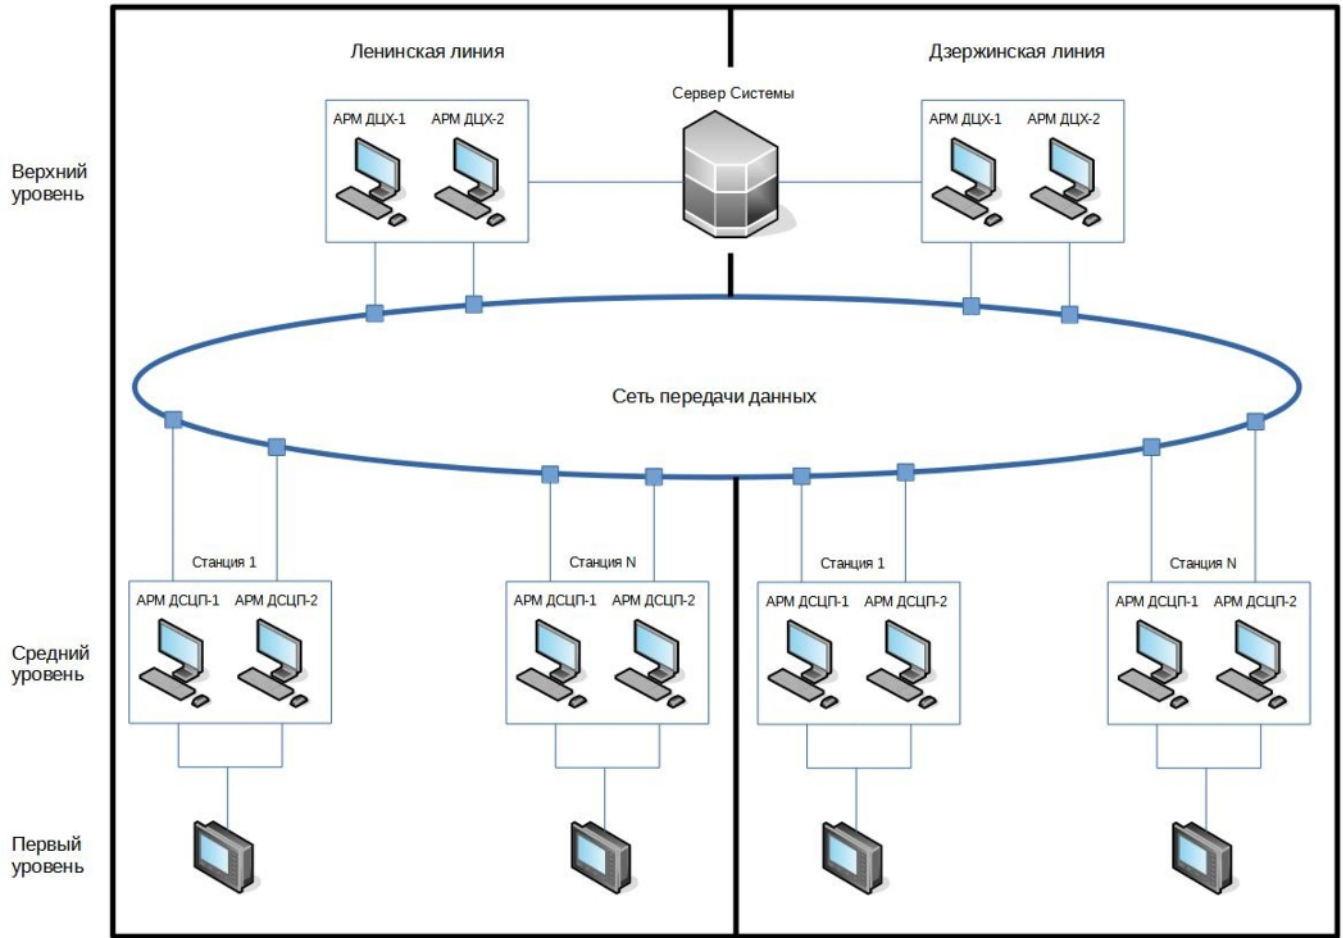 Ленинская линия
Дзержинская линия
Сервер Системы
АРМ ДЦХ-1 АРМ ДЦХ-2
АРМ ДЦХ-1 АРМ ДЦХ-2
Верхний
уровень
Сеть передачи данных
Станция 1
Станция N
Станция 1
Станция N
АРМ ДСЦП-1 АРМ ДСЦП-2
АРМ ДСЦП-1 АРМ ДСЦП-2
АРМ ДСЦП-1 АРМ ДСЦП-2
АРМ ДСЦП-1 АРМ ДСЦП-2
Средний
уровень
Первый
уровень